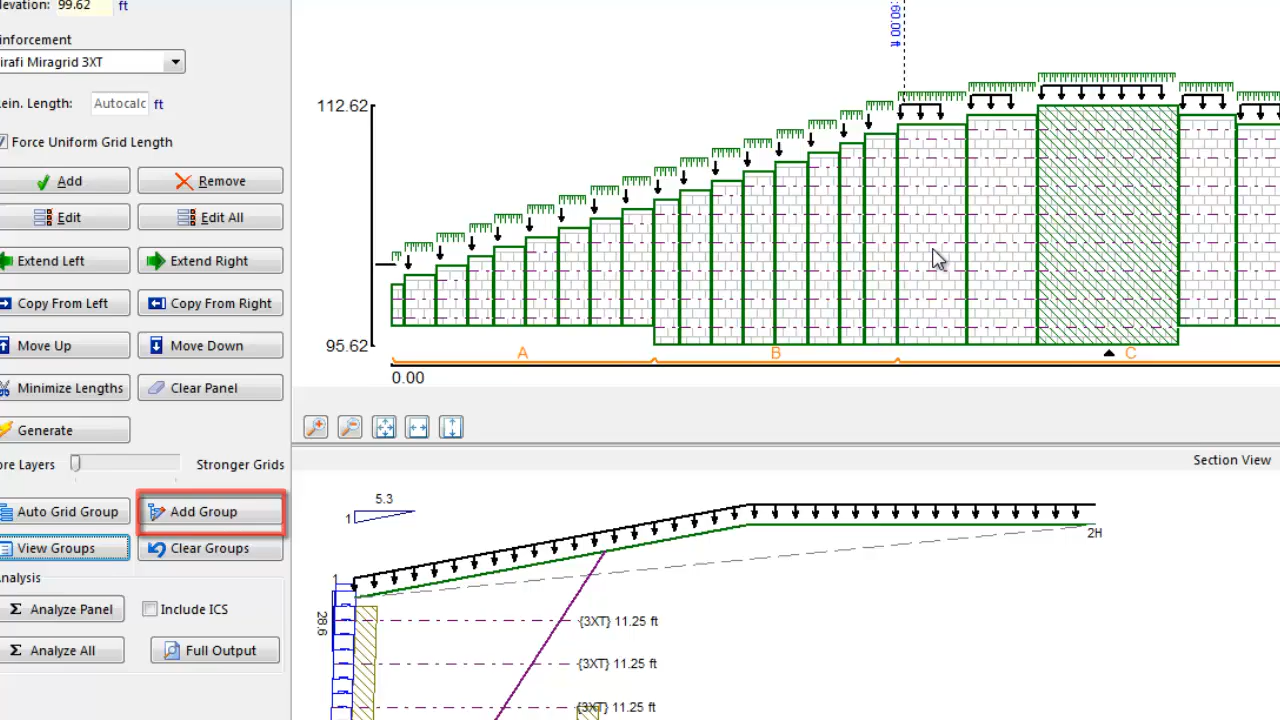 levation: 99.62 ft
inforcement
irafi Miragrid 3XT
ein. Length: Autocalc ft
Force Uniform Grid Length
Add
Remove
Edit
Edit All
Extend Left
Extend Right
Copy From Left
Copy From Right
Move Up
Move Down
Minimize Lengths
Clear Panel
Generate
ore Layers
Stronger Grids
Auto Grid Group
Add Group
View Groups
Clear Groups
nalysis
Σ Analyze Panel
Include ICS
Σ Analyze All
Full Output
:60.00 ft
112.62
95.62
A
B
C
0.00
Section View
5.3
1
2H
1
28.6
{3XT} 11.25 ft
{3XT} 11.25 ft
{3XT} 11.25 ft